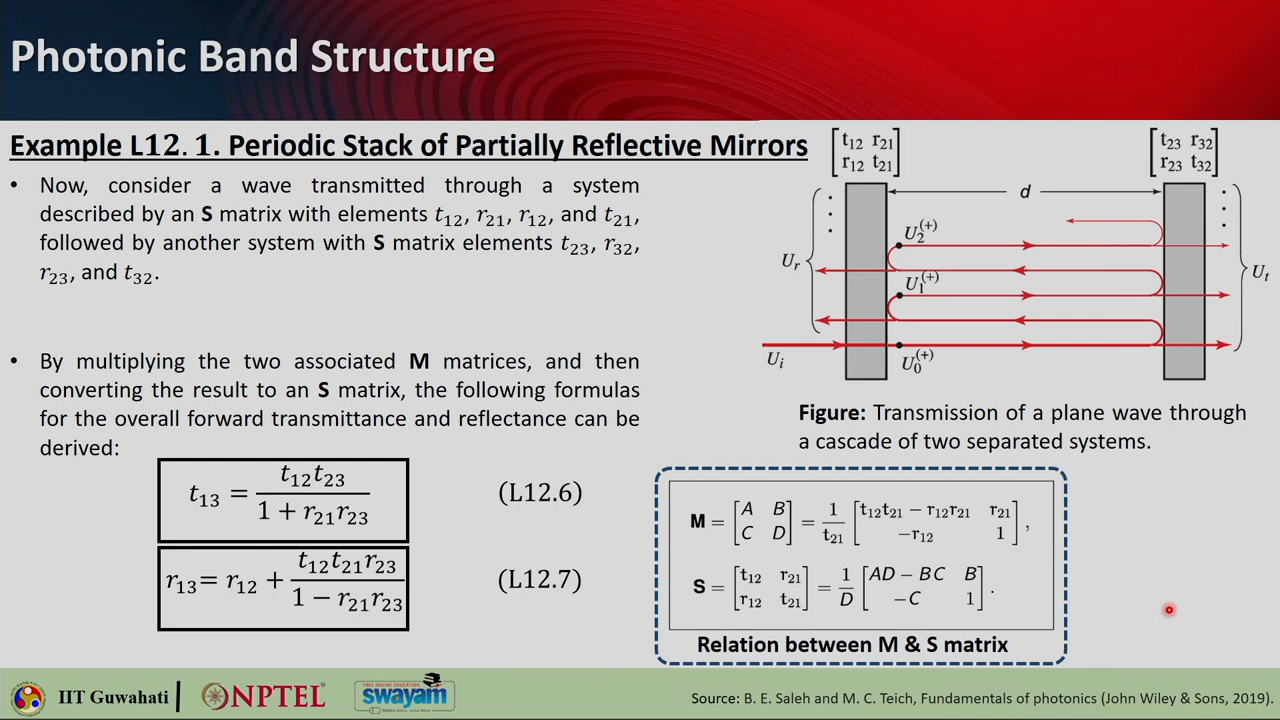 Photonic Band Structure
Example L12.1. Periodic Stack of Partially Reflective Mirrors
• Now, consider a wave transmitted through a system
described by an S matrix with elements t₁₂, r₂₁, r₁₂, and t₂₁,
followed by another system with S matrix elements t₂₃, r₃₂,
r₂₃, and t₃₂.
• By multiplying the two associated M matrices, and then
converting the result to an S matrix, the following formulas
for the overall forward transmittance and reflectance can be
derived:
t₁₃ = t₁₂t₂₃ / 1 + r₂₁r₂₃ (L12.6)
r₁₃= r₁₂ + t₁₂t₂₁r₂₃ / 1 − r₂₁r₂₃ (L12.7)
[t₁₂ r₂₁
r₁₂ t₂₁]
[t₂₃ r₃₂
r₂₃ t₃₂]
d
U₂⁽⁺⁾
Uᵣ
U₁⁽⁺⁾
Uₜ
Uᵢ
U₀⁽⁺⁾
Figure: Transmission of a plane wave through
a cascade of two separated systems.
M = [A B; C D] = 1/t₂₁ [t₁₂t₂₁ − r₁₂r₂₁ r₂₁; −r₁₂ 1],
S = [t₁₂ r₂₁; r₁₂ t₂₁] = 1/D [AD − BC B; −C 1].
Relation between M & S matrix
IIT Guwahati
NPTEL
FREE ONLINE EDUCATION
swayam
Source: B. E. Saleh and M. C. Teich, Fundamentals of photonics, John Wiley & Sons, 2019).